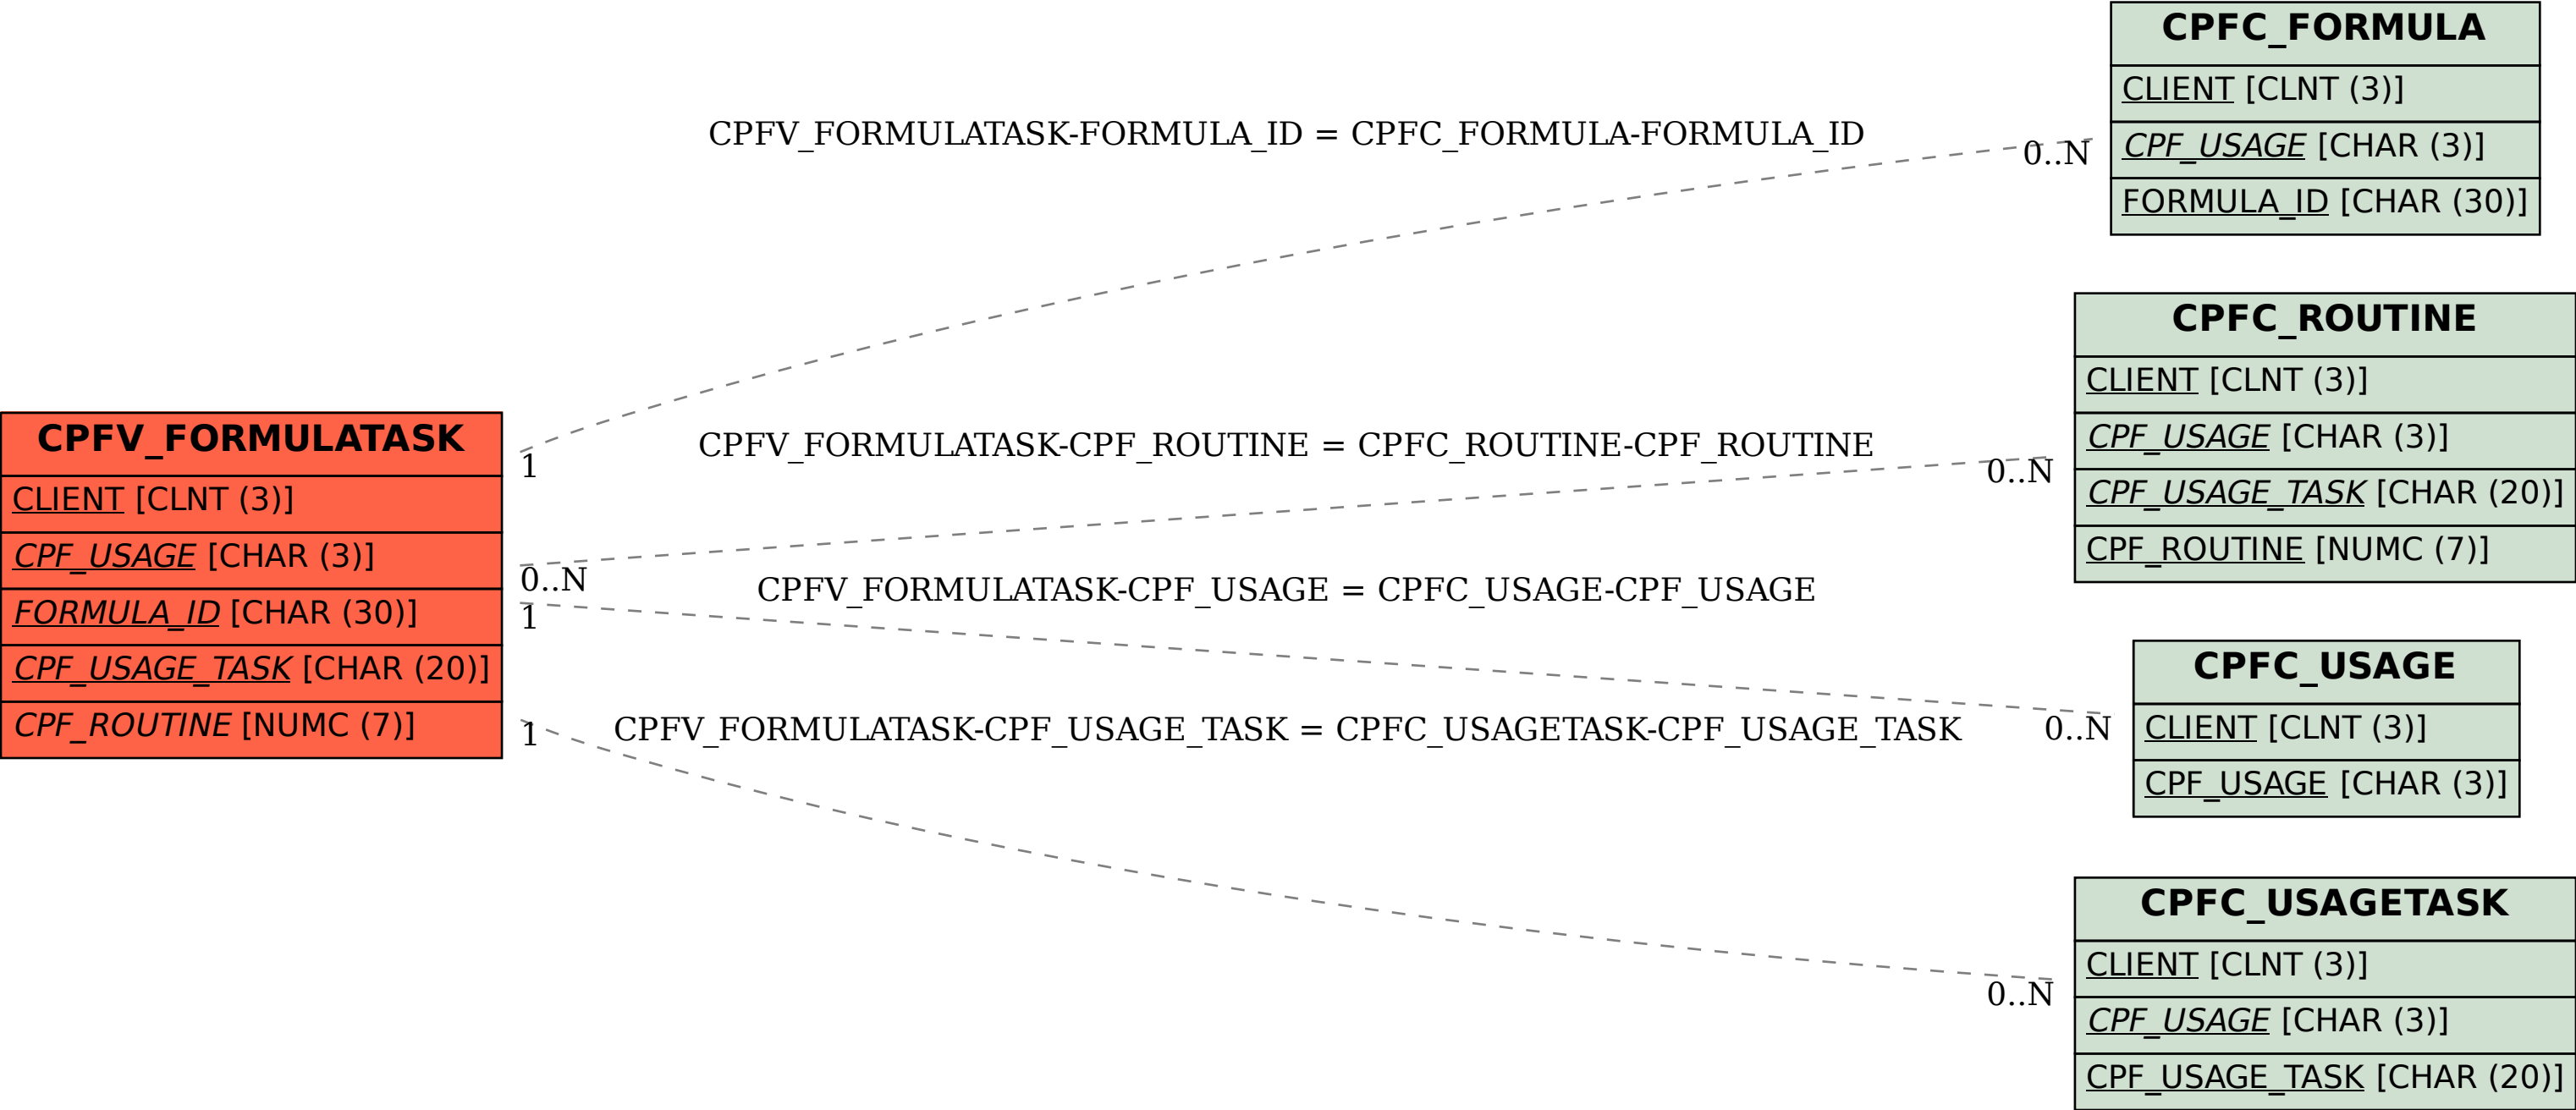 CPFV_FORMULATASK
CLIENT [CLNT (3)]
CPF_USAGE [CHAR (3)]
FORMULA_ID [CHAR (30)]
CPF_USAGE_TASK [CHAR (20)]
CPF_ROUTINE [NUMC (7)]
CPFV_FORMULATASK-FORMULA_ID = CPFC_FORMULA-FORMULA_ID
1
0..N
CPFV_FORMULATASK-CPF_ROUTINE = CPFC_ROUTINE-CPF_ROUTINE
0..N
0..N
CPFV_FORMULATASK-CPF_USAGE = CPFC_USAGE-CPF_USAGE
1
0..N
CPFV_FORMULATASK-CPF_USAGE_TASK = CPFC_USAGETASK-CPF_USAGE_TASK
1
0..N
CPFC_FORMULA
CLIENT [CLNT (3)]
CPF_USAGE [CHAR (3)]
FORMULA_ID [CHAR (30)]
CPFC_ROUTINE
CLIENT [CLNT (3)]
CPF_USAGE [CHAR (3)]
CPF_USAGE_TASK [CHAR (20)]
CPF_ROUTINE [NUMC (7)]
CPFC_USAGE
CLIENT [CLNT (3)]
CPF_USAGE [CHAR (3)]
CPFC_USAGETASK
CLIENT [CLNT (3)]
CPF_USAGE [CHAR (3)]
CPF_USAGE_TASK [CHAR (20)]